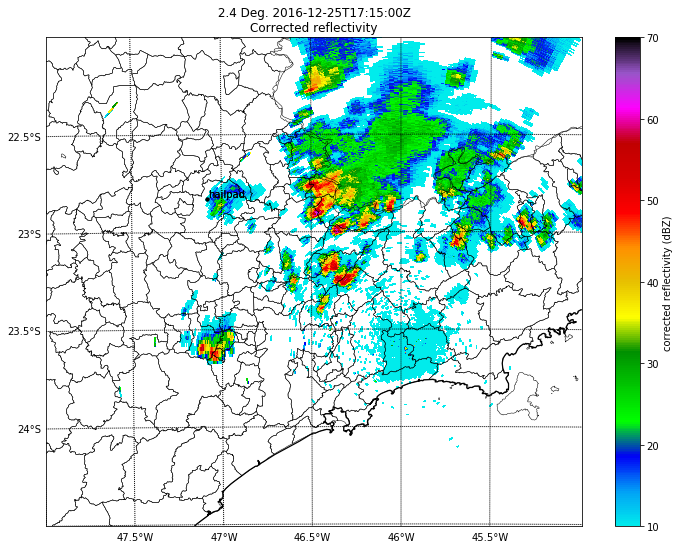 2.4 Deg. 2016-12-25T17:15:00Z
Corrected reflectivity
70
60
50
40
30
20
10
corrected reflectivity (dBZ)
22.5°S
23°S
23.5°S
24°S
hailpad
47.5°W
47°W
46.5°W
46°W
45.5°W